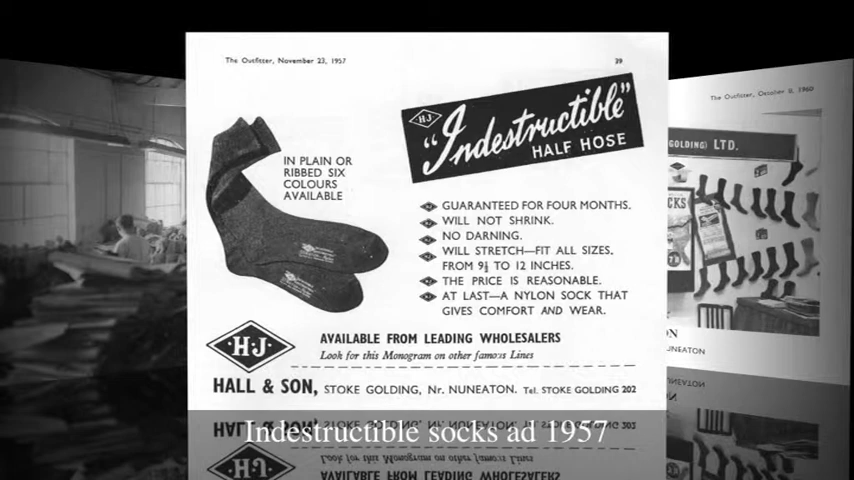 The Outfitter, November 23, 1957
29
H.J
"Indestructible"
HALF HOSE
IN PLAIN OR
RIBBED SIX
COLOURS
AVAILABLE
GUARANTEED FOR FOUR MONTHS.
WILL NOT SHRINK.
NO DARNING.
WILL STRETCH—FIT ALL SIZES,
FROM 9½ TO 12 INCHES.
THE PRICE IS REASONABLE.
AT LAST—A NYLON SOCK THAT
GIVES COMFORT AND WEAR.
H.J.
AVAILABLE FROM LEADING WHOLESALERS
Look for this Monogram on other famous Lines
HALL & SON, STOKE GOLDING, Nr. NUNEATON. Tel. STOKE GOLDING 202
Indestructible socks ad 1957
The Outfitter, October 8, 1960
GOLDING) LTD.
CKS
ON
NUNEATON